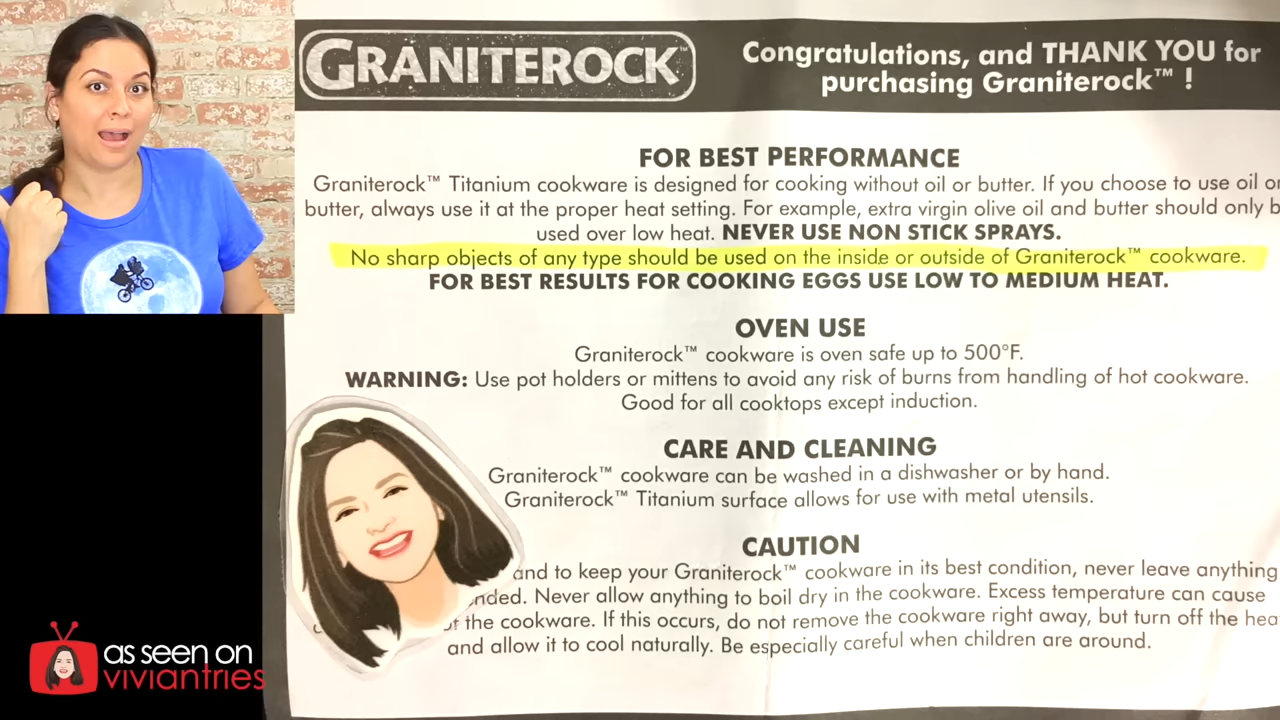 GRANITEROCK™
Congratulations, and THANK YOU for
purchasing Graniterock™ !
FOR BEST PERFORMANCE
Graniterock™ Titanium cookware is designed for cooking without oil or butter. If you choose to use oil or
butter, always use it at the proper heat setting. For example, extra virgin olive oil and butter should only b
used over low heat. NEVER USE NON STICK SPRAYS.
No sharp objects of any type should be used on the inside or outside of Graniterock™ cookware.
FOR BEST RESULTS FOR COOKING EGGS USE LOW TO MEDIUM HEAT.
OVEN USE
Graniterock™ cookware is oven safe up to 500°F.
WARNING: Use pot holders or mittens to avoid any risk of burns from handling of hot cookware.
Good for all cooktops except induction.
CARE AND CLEANING
Graniterock™ cookware can be washed in a dishwasher or by hand.
Graniterock™ Titanium surface allows for use with metal utensils.
CAUTION
and to keep your Graniterock™ cookware in its best condition, never leave anything
nded. Never allow anything to boil dry in the cookware. Excess temperature can cause
the cookware. If this occurs, do not remove the cookware right away, but turn off the hea
and allow it to cool naturally. Be especially careful when children are around.
as seen on
viviantries